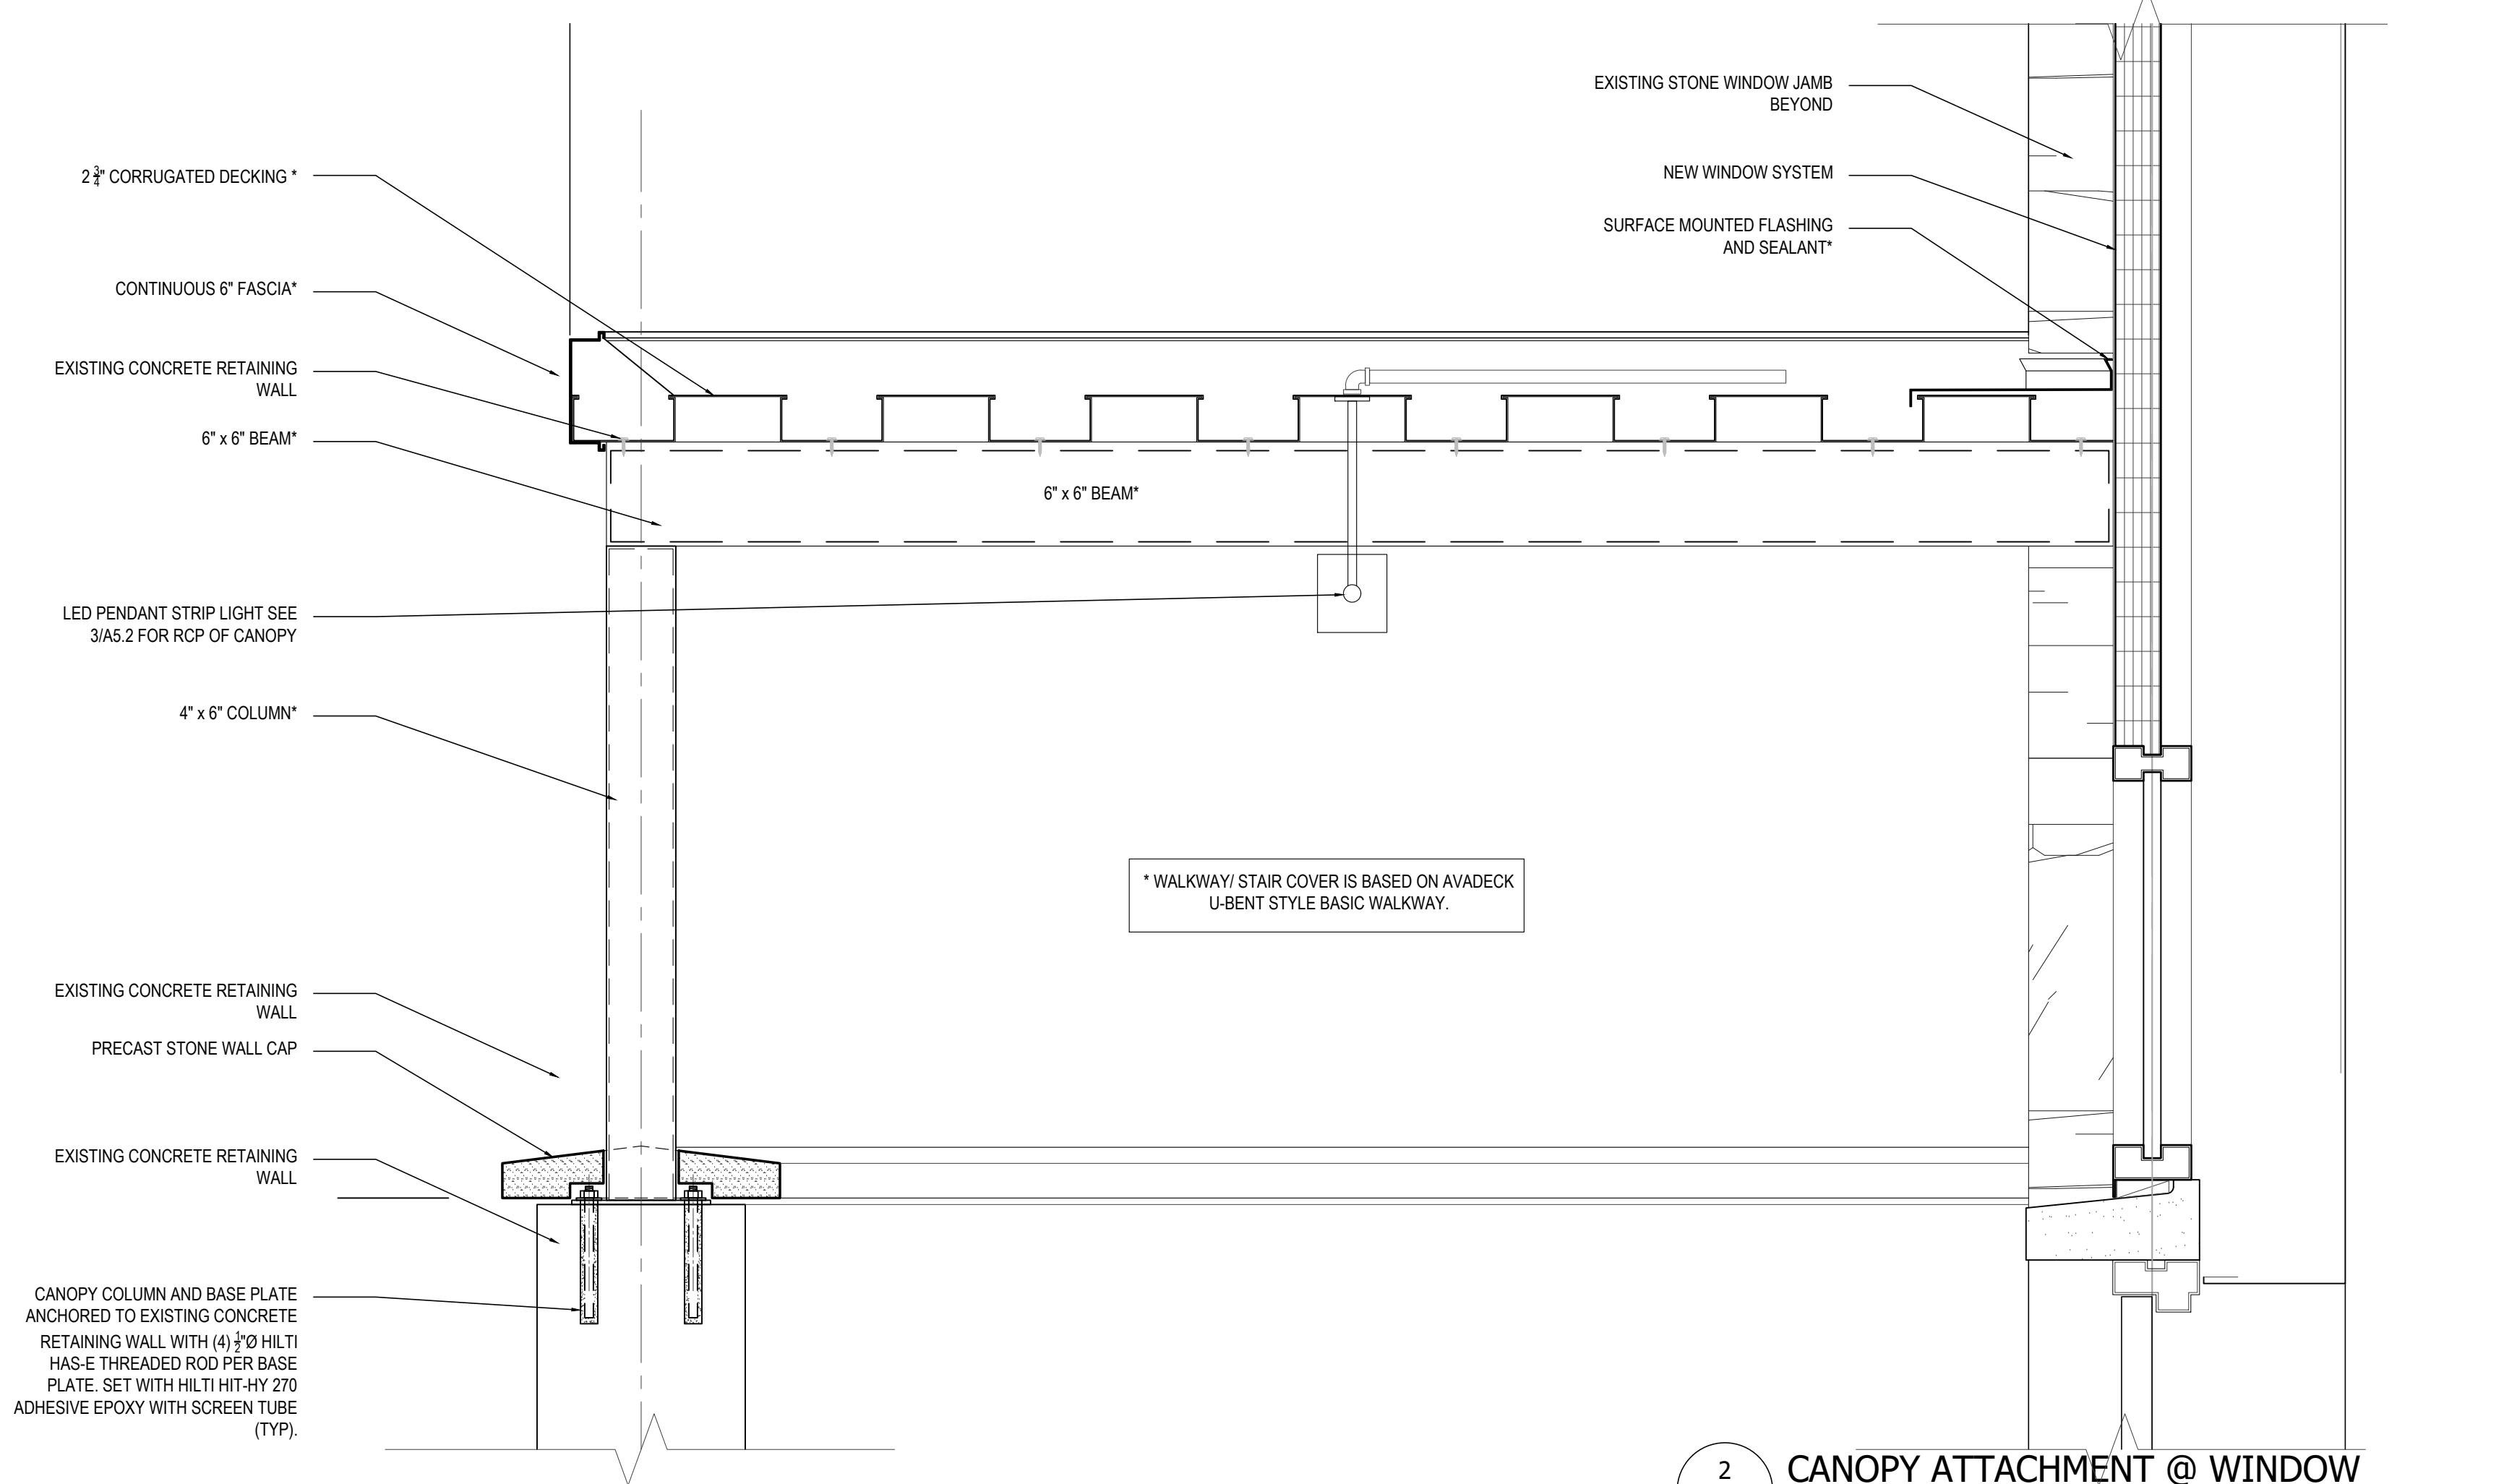 EXISTING STONE WINDOW JAMB
BEYOND
NEW WINDOW SYSTEM
SURFACE MOUNTED FLASHING
AND SEALANT*
2 3/4" CORRUGATED DECKING *
CONTINUOUS 6" FASCIA*
EXISTING CONCRETE RETAINING
WALL
6" x 6" BEAM*
6" x 6" BEAM*
LED PENDANT STRIP LIGHT SEE
3/A5.2 FOR RCP OF CANOPY
4" x 6" COLUMN*
* WALKWAY/ STAIR COVER IS BASED ON AVADECK
U-BENT STYLE BASIC WALKWAY.
EXISTING CONCRETE RETAINING
WALL
PRECAST STONE WALL CAP
EXISTING CONCRETE RETAINING
WALL
CANOPY COLUMN AND BASE PLATE
ANCHORED TO EXISTING CONCRETE
RETAINING WALL WITH (4) 1/2"Ø HILTI
HAS-E THREADED ROD PER BASE
PLATE. SET WITH HILTI HIT-HY 270
ADHESIVE EPOXY WITH SCREEN TUBE
(TYP).
2
CANOPY ATTACHMENT @ WINDOW